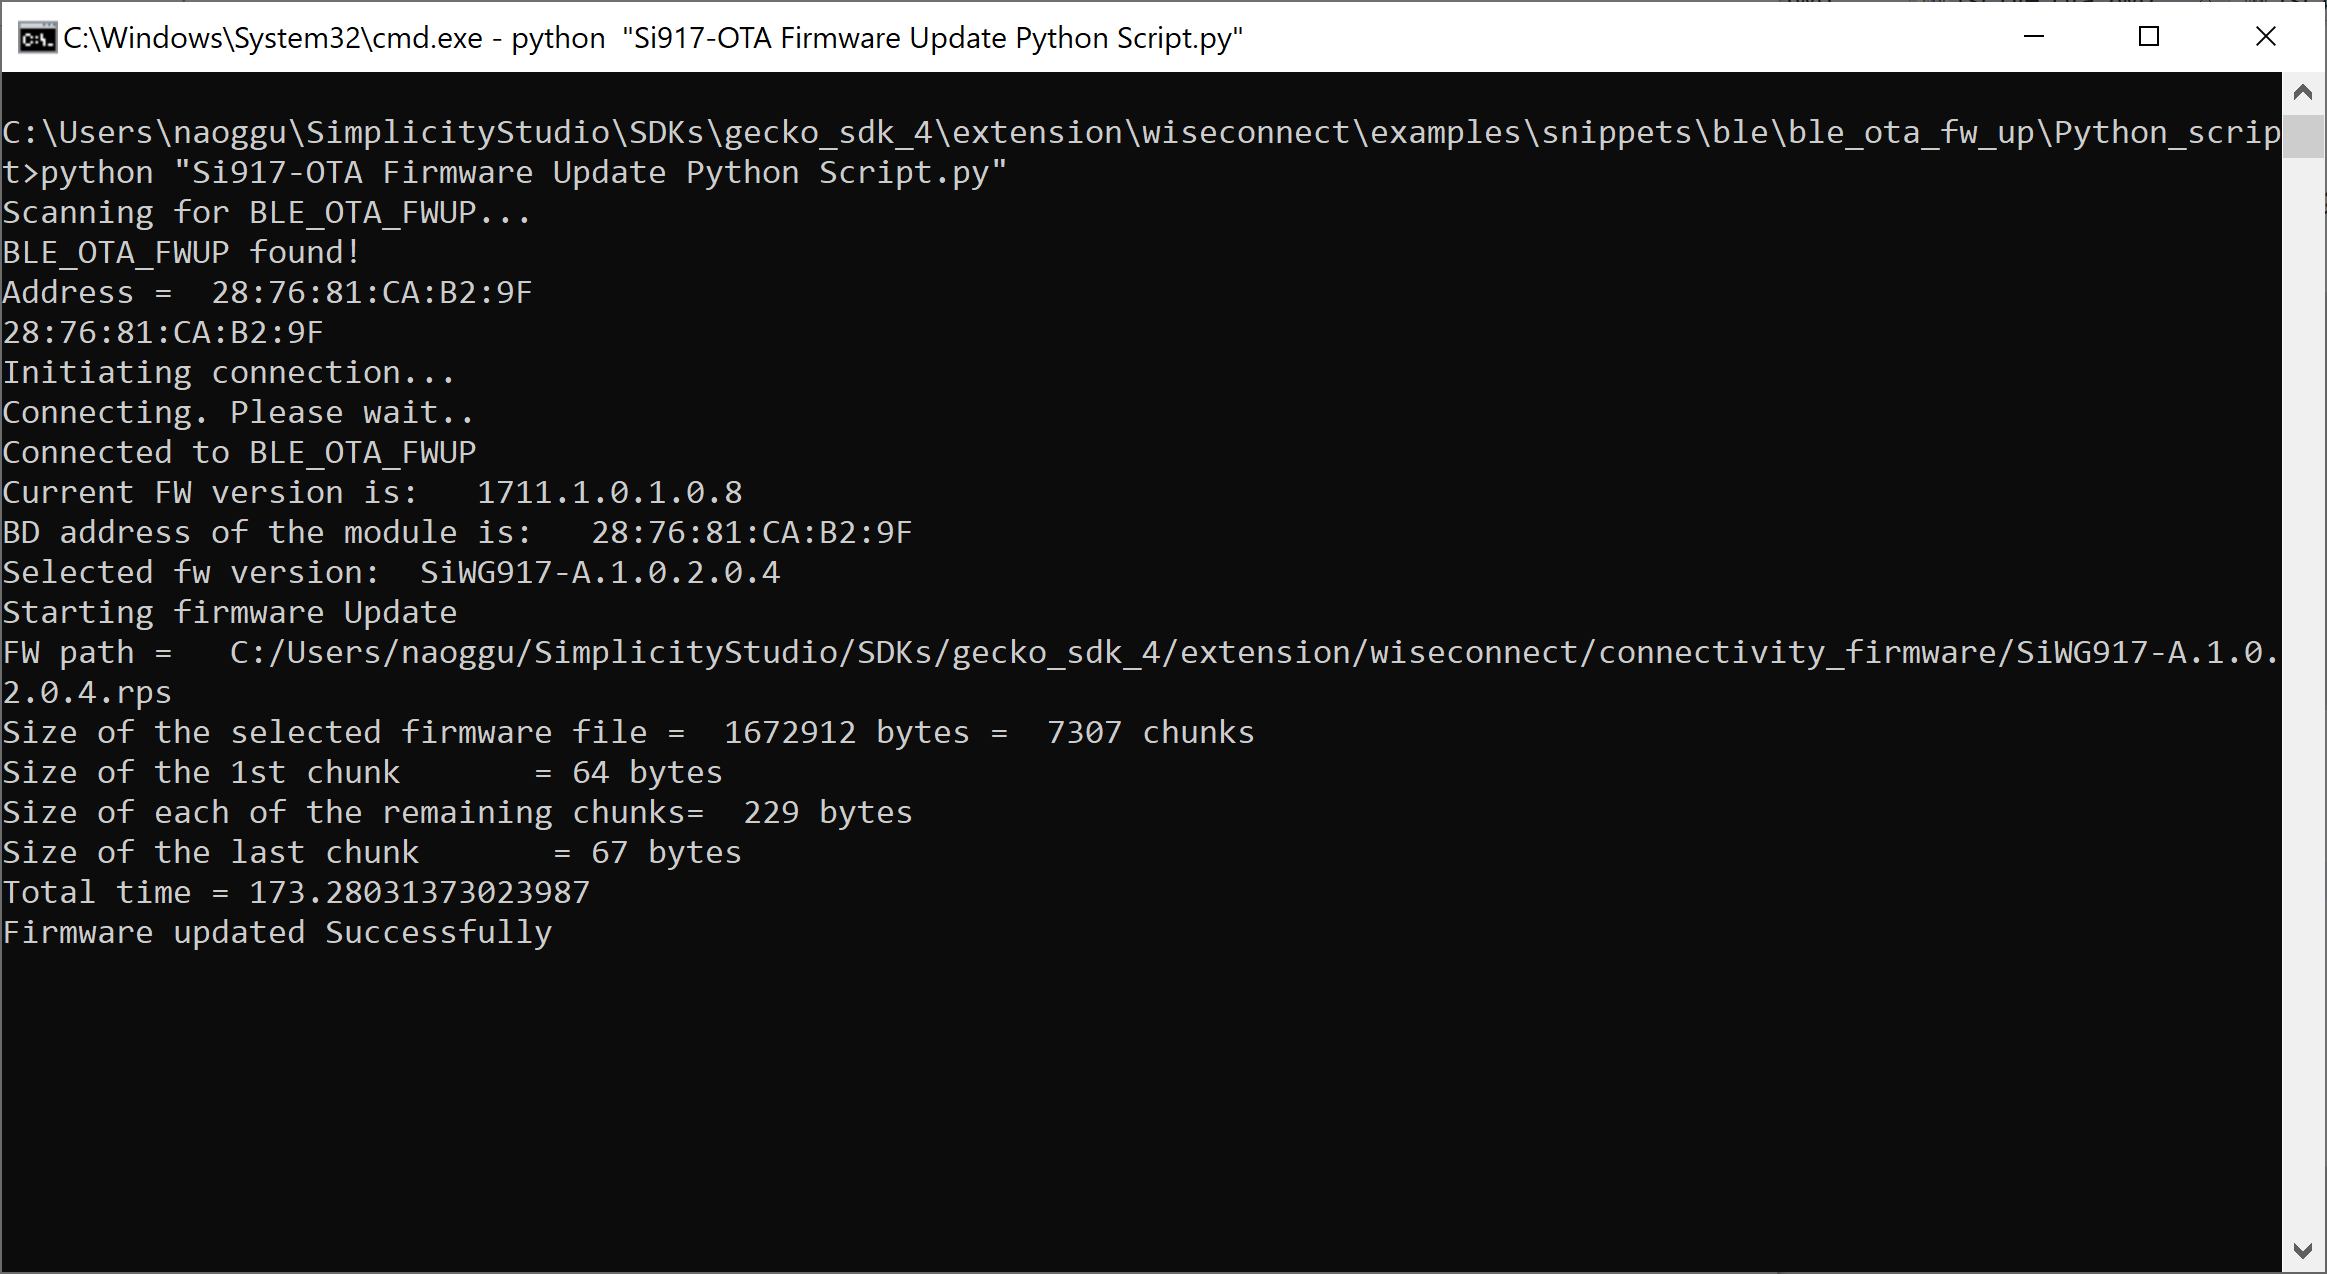 C:\Windows\System32\cmd.exe - python  "Si917-OTA Firmware Update Python Script.py"
C:\Users\naoggu\SimplicityStudio\SDKs\gecko_sdk_4\extension\wiseconnect\examples\snippets\ble\ble_ota_fw_up\Python_scrip
t>python "Si917-OTA Firmware Update Python Script.py"
Scanning for BLE_OTA_FWUP...
BLE_OTA_FWUP found!
Address =  28:76:81:CA:B2:9F
28:76:81:CA:B2:9F
Initiating connection...
Connecting. Please wait..
Connected to BLE_OTA_FWUP
Current FW version is:   1711.1.0.1.0.8
BD address of the module is:   28:76:81:CA:B2:9F
Selected fw version:  SiWG917-A.1.0.2.0.4
Starting firmware Update
FW path =   C:/Users/naoggu/SimplicityStudio/SDKs/gecko_sdk_4/extension/wiseconnect/connectivity_firmware/SiWG917-A.1.0.
2.0.4.rps
Size of the selected firmware file =  1672912 bytes =  7307 chunks
Size of the 1st chunk       = 64 bytes
Size of each of the remaining chunks=  229 bytes
Size of the last chunk       = 67 bytes
Total time = 173.28031373023987
Firmware updated Successfully